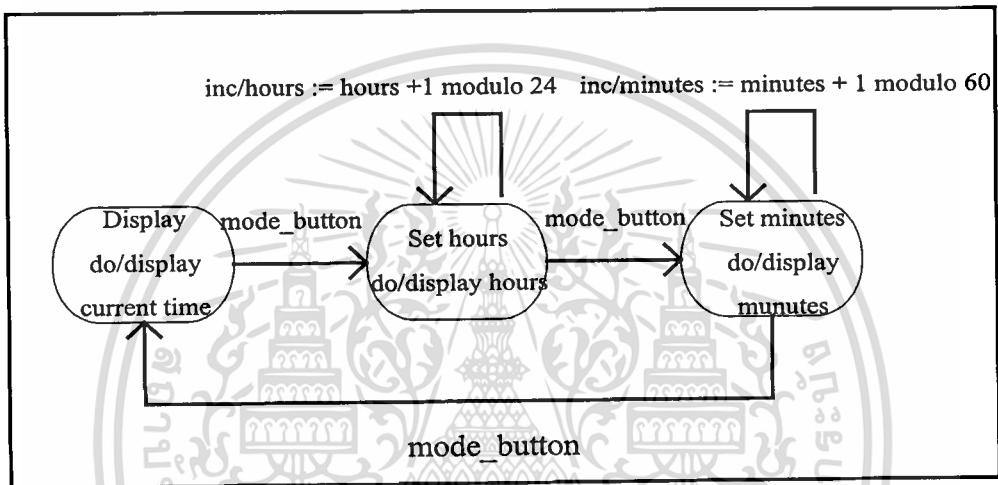 inc/hours := hours +1 modulo 24
inc/minutes := minutes + 1 modulo 60
Display
do/display
current time
mode_button
Set hours
do/display hours
mode_button
Set minutes
do/display
munutes
mode_button